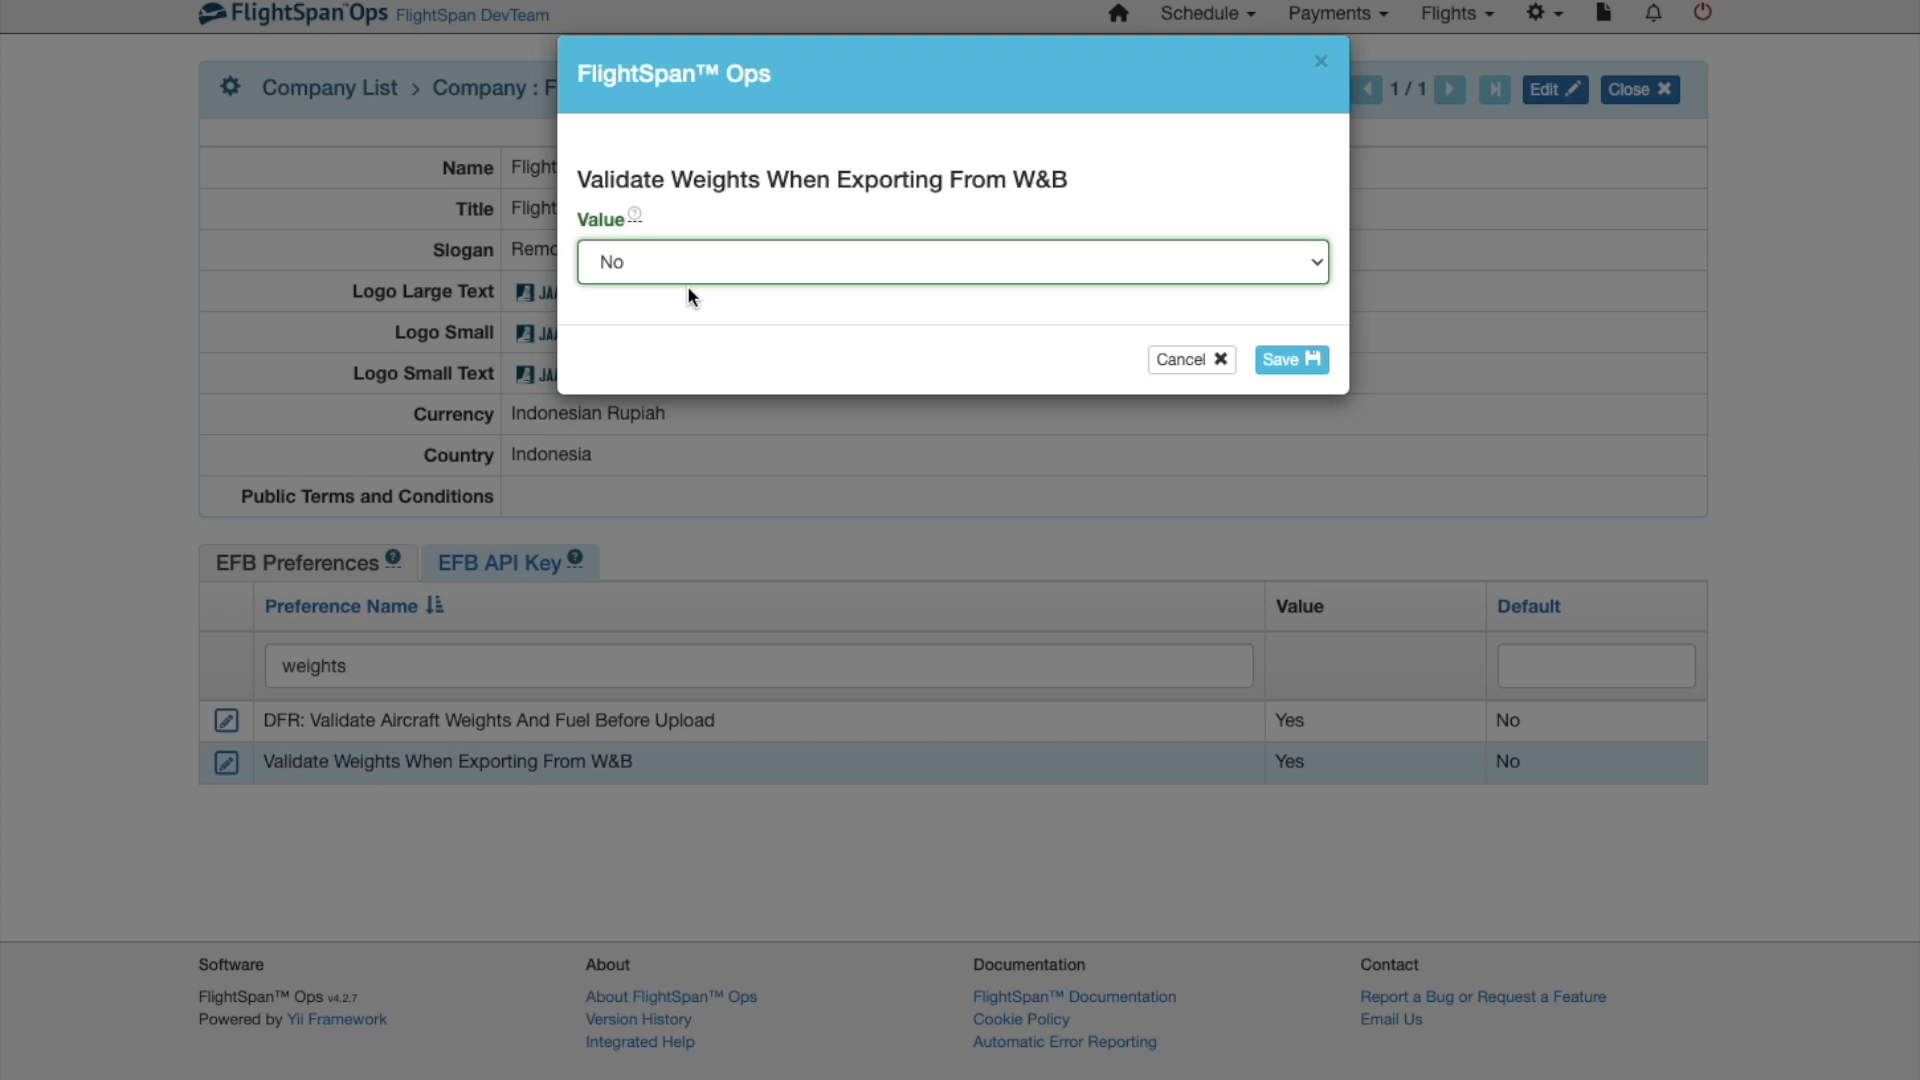 FlightSpan™Ops FlightSpan DevTeam
Schedule
Payments
Flights
FlightSpan™ Ops
×
Company List > Company : F
1 / 1
Edit
Close
Validate Weights When Exporting From W&B
Value
No
Cancel
Save
Name Flight
Title Flight
Slogan Remo
Logo Large Text JAA
Logo Small JAA
Logo Small Text JAA
Currency Indonesian Rupiah
Country Indonesia
Public Terms and Conditions
EFB Preferences ?
EFB API Key ?
Preference Name Value Default
weights
DFR: Validate Aircraft Weights And Fuel Before Upload Yes No
Validate Weights When Exporting From W&B Yes No
Software
FlightSpan™ Ops v4.2.7
Powered by Yii Framework
About
About FlightSpan™ Ops
Version History
Integrated Help
Documentation
FlightSpan™ Documentation
Cookie Policy
Automatic Error Reporting
Contact
Report a Bug or Request a Feature
Email Us